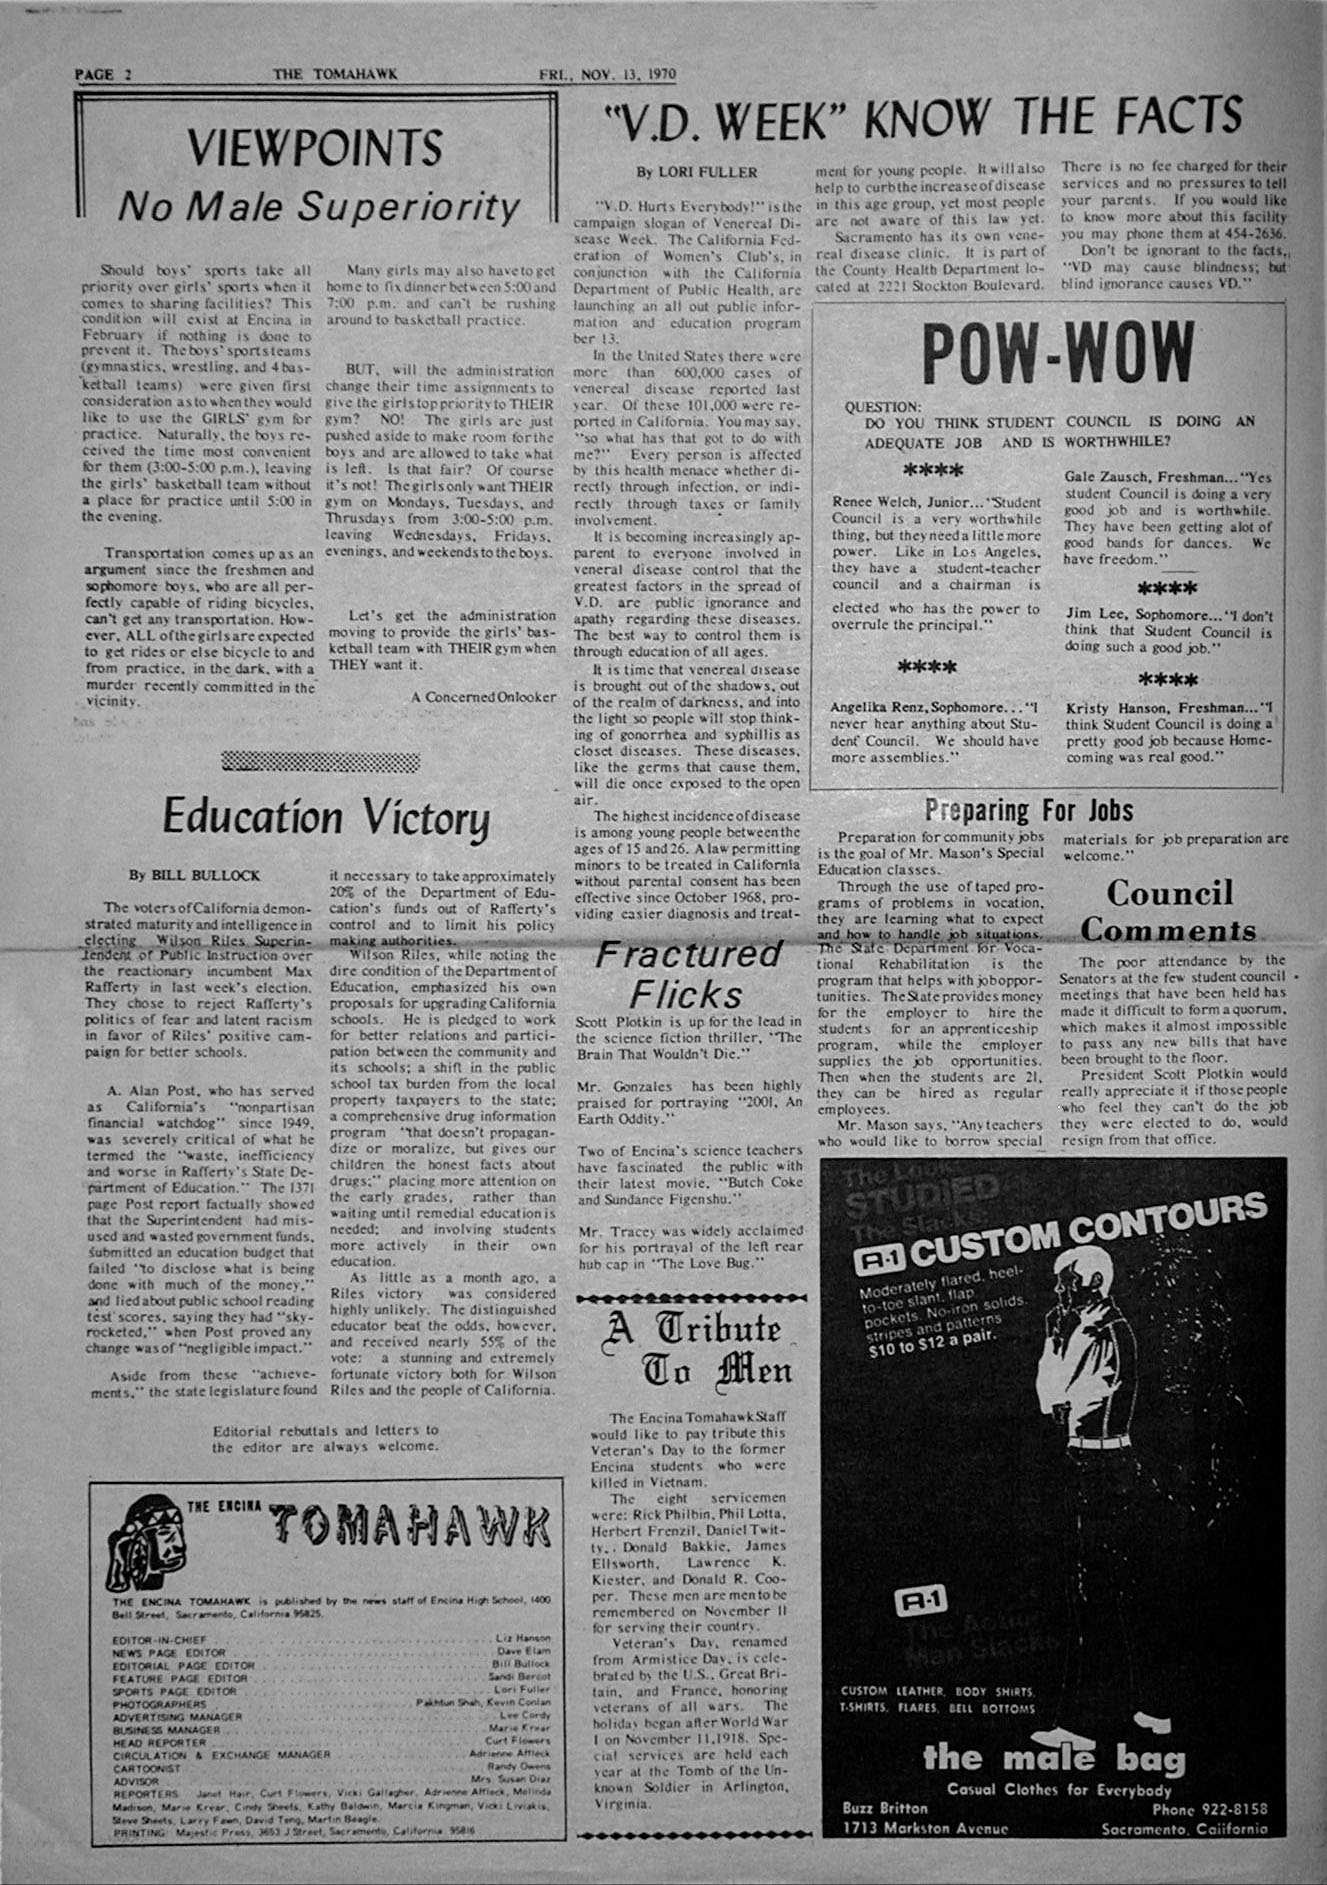 PAGE 2 THE TOMAHAWK FRI., NOV. 13, 1970
VIEWPOINTS
No Male Superiority
Should boys' sports take all
priority over girls' sports when it
comes to sharing facilities? This
condition will exist at Encina in
February if nothing is done to
prevent it. The boys' sports teams
(gymnastics, wrestling, and 4 bas-
ketball teams) were given first
consideration as to when they would
like to use the GIRLS' gym for
practice. Naturally, the boys re-
ceived the time most convenient
for them (3:00-5:00 p.m.), leaving
the girls' basketball team without
a place for practice until 5:00 in
the evening.
Transportation comes up as an
argument since the freshmen and
sophomore boys, who are all per-
fectly capable of riding bicycles,
can't get any transportation. How-
ever, ALL of the girls are expected
to get rides or else bicycle to and
from practice, in the dark, with a
murder recently committed in the
vicinity.
Many girls may also have to get
home to fix dinner between 5:00 and
7:00 p.m. and can't be rushing
around to basketball practice.
BUT, will the administration
change their time assignments to
give the girls top priority to THEIR
gym? NO! The girls are just
pushed aside to make room for the
boys and are allowed to take what
is left. Is that fair? Of course
it's not! The girls only want THEIR
gym on Mondays, Tuesdays, and
Thrusdays from 3:00-5:00 p.m.
leaving Wednesdays, Fridays,
evenings, and weekends to the boys.
Let's get the administration
moving to provide the girls' bas-
ketball team with THEIR gym when
THEY want it.
A Concerned Onlooker
Education Victory
By BILL BULLOCK
The voters of California demon-
strated maturity and intelligence in
electing Wilson Riles Superin-
tendent of Public Instruction over
the reactionary incumbent Max
Rafferty in last week's election.
They chose to reject Rafferty's
politics of fear and latent racism
in favor of Riles' positive cam-
paign for better schools.
A. Alan Post, who has served
as California's "nonpartisan
financial watchdog" since 1949,
was severely critical of what he
termed the "waste, inefficiency
and worse in Rafferty's State De-
partment of Education." The 1371
page Post report factually showed
that the Superintendent had mis-
used and wasted government funds,
submitted an education budget that
failed "to disclose what is being
done with much of the money,"
and lied about public school reading
test scores, saying they had "sky-
rocketed," when Post proved any
change was of "negligible impact."
Aside from these "achieve-
ments," the state legislature found
it necessary to take approximately
20% of the Department of Edu-
cation's funds out of Rafferty's
control and to limit his policy
making authorities.
Wilson Riles, while noting the
dire condition of the Department of
Education, emphasized his own
proposals for upgrading California
schools. He is pledged to work
for better relations and partici-
pation between the community and
its schools; a shift in the public
school tax burden from the local
property taxpayers to the state;
a comprehensive drug information
program "that doesn't propagan-
dize or moralize, but gives our
children the honest facts about
drugs;" placing more attention on
the early grades, rather than
waiting until remedial education is
needed; and involving students
more actively in their own
education.
As little as a month ago, a
Riles victory was considered
highly unlikely. The distinguished
educator beat the odds, however,
and received nearly 55% of the
vote: a stunning and extremely
fortunate victory both for Wilson
Riles and the people of California.
Editorial rebuttals and letters to
the editor are always welcome.
THE ENCINA TOMAHAWK
THE ENCINA TOMAHAWK is published by the news staff of Encina High School, 1400
Bell Street, Sacramento, California 95825.
EDITOR-IN-CHIEF Liz Hanson
NEWS PAGE EDITOR Dave Elam
EDITORIAL PAGE EDITOR Bill Bullock
FEATURE PAGE EDITOR Sandi Bercot
SPORTS PAGE EDITOR Lori Fuller
PHOTOGRAPHERS Pakhtun Shah, Kevin Conlan
ADVERTISING MANAGER Lee Cordy
BUSINESS MANAGER Marie Krear
HEAD REPORTER Curt Flowers
CIRCULATION & EXCHANGE MANAGER Adrienne Affleck
CARTOONIST Randy Owens
ADVISOR Mrs. Susan Diaz
REPORTERS Janet Hair, Curt Flowers, Vicki Gallagher, Adrienne Affleck, Melinda
Madison, Marie Krear, Cindy Sheets, Kathy Baldwin, Marcia Kingman, Vicki Liviakis,
Steve Sheets, Larry Fawn, David Teng, Martin Beagle.
PRINTING: Majestic Press, 3653 J Street, Sacramento, California 95816
"V.D. WEEK" KNOW THE FACTS
By LORI FULLER
"V.D. Hurts Everybody!" is the
campaign slogan of Venereal Di-
sease Week. The California Fed-
eration of Women's Club's, in
conjunction with the California
Department of Public Health, are
launching an all out public infor-
mation and education program
ber 13.
In the United States there were
more than 600,000 cases of
venereal disease reported last
year. Of these 101,000 were re-
ported in California. You may say,
"so what has that got to do with
me?" Every person is affected
by this health menace whether di-
rectly through infection, or indi-
rectly through taxes or family
involvement.
It is becoming increasingly ap-
parent to everyone involved in
veneral disease control that the
greatest factors in the spread of
V.D. are public ignorance and
apathy regarding these diseases.
The best way to control them is
through education of all ages.
It is time that venereal disease
is brought out of the shadows, out
of the realm of darkness, and into
the light so people will stop think-
ing of gonorrhea and syphillis as
closet diseases. These diseases,
like the germs that cause them,
will die once exposed to the open
air.
The highest incidence of disease
is among young people between the
ages of 15 and 26. A law permitting
minors to be treated in California
without parental consent has been
effective since October 1968, pro-
viding easier diagnosis and treat-
ment for young people. It will also
help to curb the increase of disease
in this age group, yet most people
are not aware of this law yet.
Sacramento has its own vene-
real disease clinic. It is part of
the County Health Department lo-
cated at 2221 Stockton Boulevard.
There is no fee charged for their
services and no pressures to tell
your parents. If you would like
to know more about this facility
you may phone them at 454-2636.
Don't be ignorant to the facts,
"VD may cause blindness; but
blind ignorance causes VD."
POW-WOW
QUESTION:
DO YOU THINK STUDENT COUNCIL IS DOING AN
ADEQUATE JOB AND IS WORTHWHILE?
****
Renee Welch, Junior..."Student
Council is a very worthwhile
thing, but they need a little more
power. Like in Los Angeles,
they have a student-teacher
council and a chairman is
elected who has the power to
overrule the principal."
****
Angelika Renz, Sophomore..."I
never hear anything about Stu-
dent Council. We should have
more assemblies."
Gale Zausch, Freshman..."Yes
student Council is doing a very
good job and is worthwhile.
They have been getting alot of
good bands for dances. We
have freedom."
****
Jim Lee, Sophomore..."I don't
think that Student Council is
doing such a good job."
****
Kristy Hanson, Freshman..."I
think Student Council is doing a
pretty good job because Home-
coming was real good."
Fractured
Flicks
Scott Plotkin is up for the lead in
the science fiction thriller, "The
Brain That Wouldn't Die."
Mr. Gonzales has been highly
praised for portraying "2001, An
Earth Oddity."
Two of Encina's science teachers
have fascinated the public with
their latest movie, "Butch Coke
and Sundance Figenshu."
Mr. Tracey was widely acclaimed
for his portrayal of the left rear
hub cap in "The Love Bug."
A Tribute
To Men
The Encina Tomahawk Staff
would like to pay tribute this
Veteran's Day to the former
Encina students who were
killed in Vietnam.
The eight servicemen
were: Rick Philbin, Phil Lotta,
Herbert Frenzil, Daniel Twit-
ty,. Donald Bakkie, James
Ellsworth, Lawrence K.
Kiester, and Donald R. Coo-
per. These men are men to be
remembered on November 11
for serving their country.
Veteran's Day, renamed
from Armistice Day, is cele-
brated by the U.S., Great Bri-
tain, and France, honoring
veterans of all wars. The
holiday began after World War
I on November 11,1918. Spe-
cial services are held each
year at the Tomb of the Un-
known Soldier in Arlington,
Virginia.
Preparing For Jobs
Preparation for community jobs
is the goal of Mr. Mason's Special
Education classes.
Through the use of taped pro-
grams of problems in vocation,
they are learning what to expect
and how to handle job situations.
The State Department for Voca-
tional Rehabilitation is the
program that helps with job oppor-
tunities. The State provides money
for the employer to hire the
students for an apprenticeship
program, while the employer
supplies the job opportunities.
Then when the students are 21,
they can be hired as regular
employees.
Mr. Mason says, "Any teachers
who would like to borrow special
materials for job preparation are
welcome."
Council
Comments
The poor attendance by the
Senators at the few student council
meetings that have been held has
made it difficult to form a quorum,
which makes it almost impossible
to pass any new bills that have
been brought to the floor.
President Scott Plotkin would
really appreciate it if those people
who feel they can't do the job
they were elected to do, would
resign from that office.
The Look
STUDIED
The Slack
A-1 CUSTOM CONTOURS
Moderately flared, heel-
to-toe slant, flap
pockets. No-iron solids,
stripes and patterns
$10 to $12 a pair.
A-1
The Active
Man Slacks
CUSTOM LEATHER, BODY SHIRTS,
T-SHIRTS, FLARES, BELL BOTTOMS
the male bag
Casual Clothes for Everybody
Buzz Britton Phone 922-8158
1713 Markston Avenue Sacramento, California